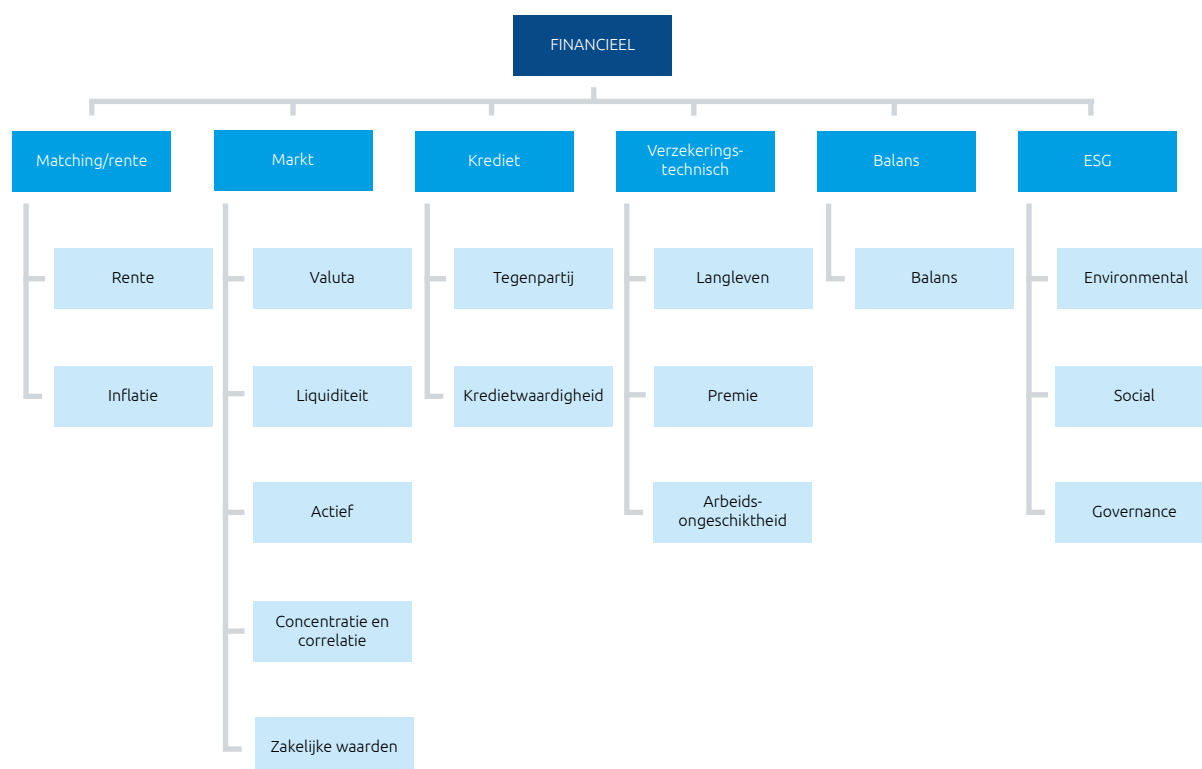 FINANCIEEL
Matching/rente
Markt
Krediet
Verzekerings-
technisch
Balans
ESG
Rente
Valuta
Tegenpartij
Langleven
Balans
Environmental
Inflatie
Liquiditeit
Kredietwaardigheid
Premie
Social
Actief
Arbeids-
ongeschiktheid
Governance
Concentratie en
correlatie
Zakelijke waarden